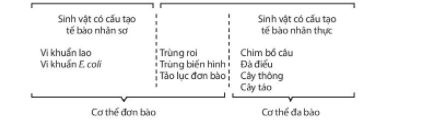 Sinh vật có cấu tạo
tế bào nhân sơ
Vi khuẩn lao
Vi khuẩn E. coli
Trùng roi
Trùng biến hình
Tảo lục đơn bào
Sinh vật có cấu tạo
tế bào nhân thực
Chim bồ câu
Đà điểu
Cây thông
Cây táo
Cơ thể đơn bào
Cơ thể đa bào